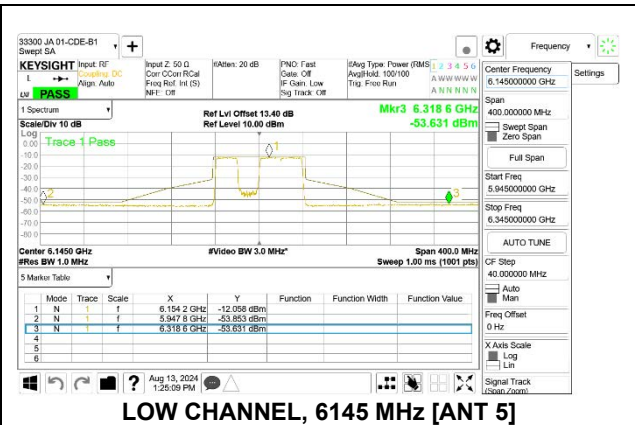 33300 JA 01-CDE-B1
Swept SA
Frequency
Settings
KEYSIGHT Input: RF Input Z: 50 Ω #Atten: 20 dB PNO: Fast #Avg Type: Power (RMS) 1 2 3 4 5 6
Coupling: DC Corr CCorr RCal Gate: Off Avg|Hold: 100/100 A W W W W W
Align: Auto Freq Ref: Int (S) IF Gain: Low Trig: Free Run A N N N N N
NFE: Off Sig Track: Off
PASS
1 Spectrum
Scale/Div 10 dB
Ref Lvl Offset 13.40 dB
Ref Level 10.00 dBm
Mkr3 6.318 6 GHz
-53.631 dBm
Log
Trace 1 Pass
0.00
-10.0
-20.0
-30.0
-40.0
-50.0
-60.0
-70.0
-80.0
1
2
3
Center 6.1450 GHz #Video BW 3.0 MHz* Span 400.0 MHz
#Res BW 1.0 MHz Sweep 1.00 ms (1001 pts)
5 Marker Table
Mode Trace Scale X Y Function Function Width Function Value
1 N 1 f 6.154 2 GHz -12.058 dBm
2 N 1 f 5.947 8 GHz -53.853 dBm
3 N 1 f 6.318 6 GHz -53.631 dBm
4
5
6
Center Frequency
6.145000000 GHz
Span
400.000000 MHz
Swept Span
Zero Span
Full Span
Start Freq
5.945000000 GHz
Stop Freq
6.345000000 GHz
AUTO TUNE
CF Step
40.000000 MHz
Auto
Man
Freq Offset
0 Hz
X Axis Scale
Log
Lin
Signal Track
(Span Zoom)
Aug 13, 2024
1:25:09 PM
LOW CHANNEL, 6145 MHz [ANT 5]